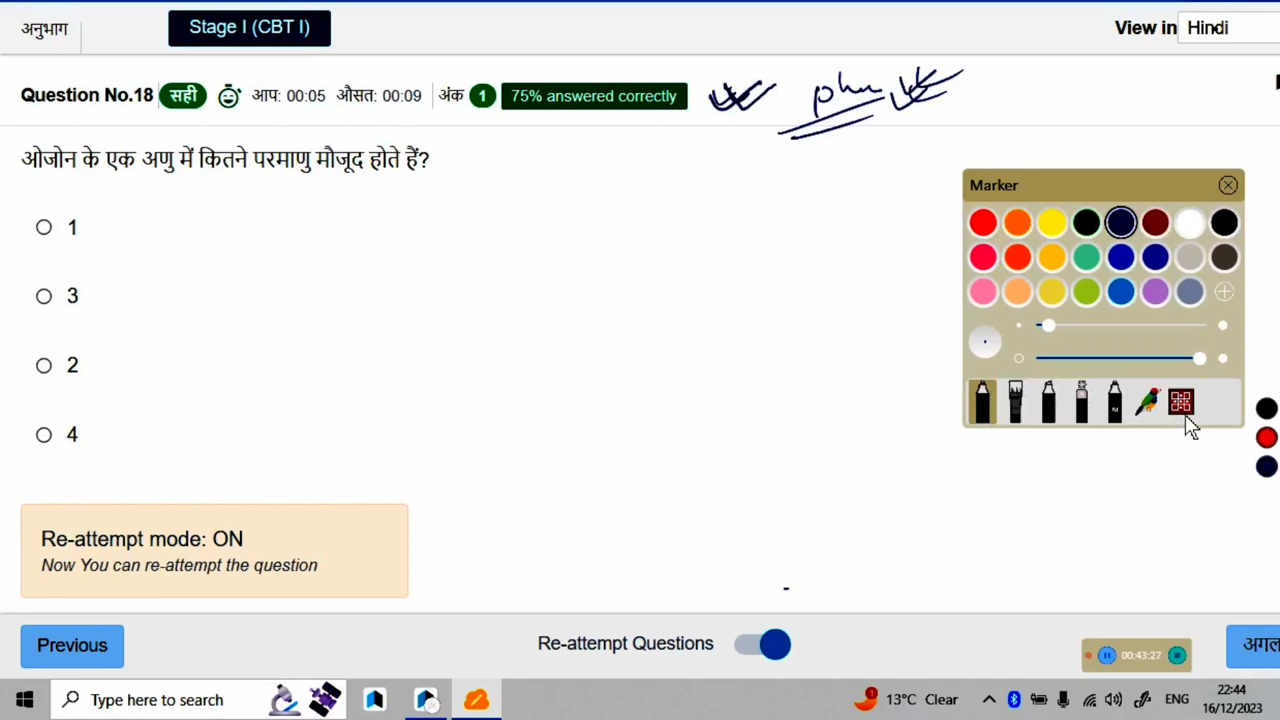 अनुभाग
Stage I (CBT I)
View in Hindi
Question No.18 सही आप: 00:05 औसत: 00:09 अंक 1 75% answered correctly
ओजोन के एक अणु में कितने परमाणु मौजूद होते हैं?
1
3
2
4
Marker
Re-attempt mode: ON
Now You can re-attempt the question
Previous
Re-attempt Questions
00:43:27
Type here to search
1
13°C Clear
ENG
22:44
16/12/2023